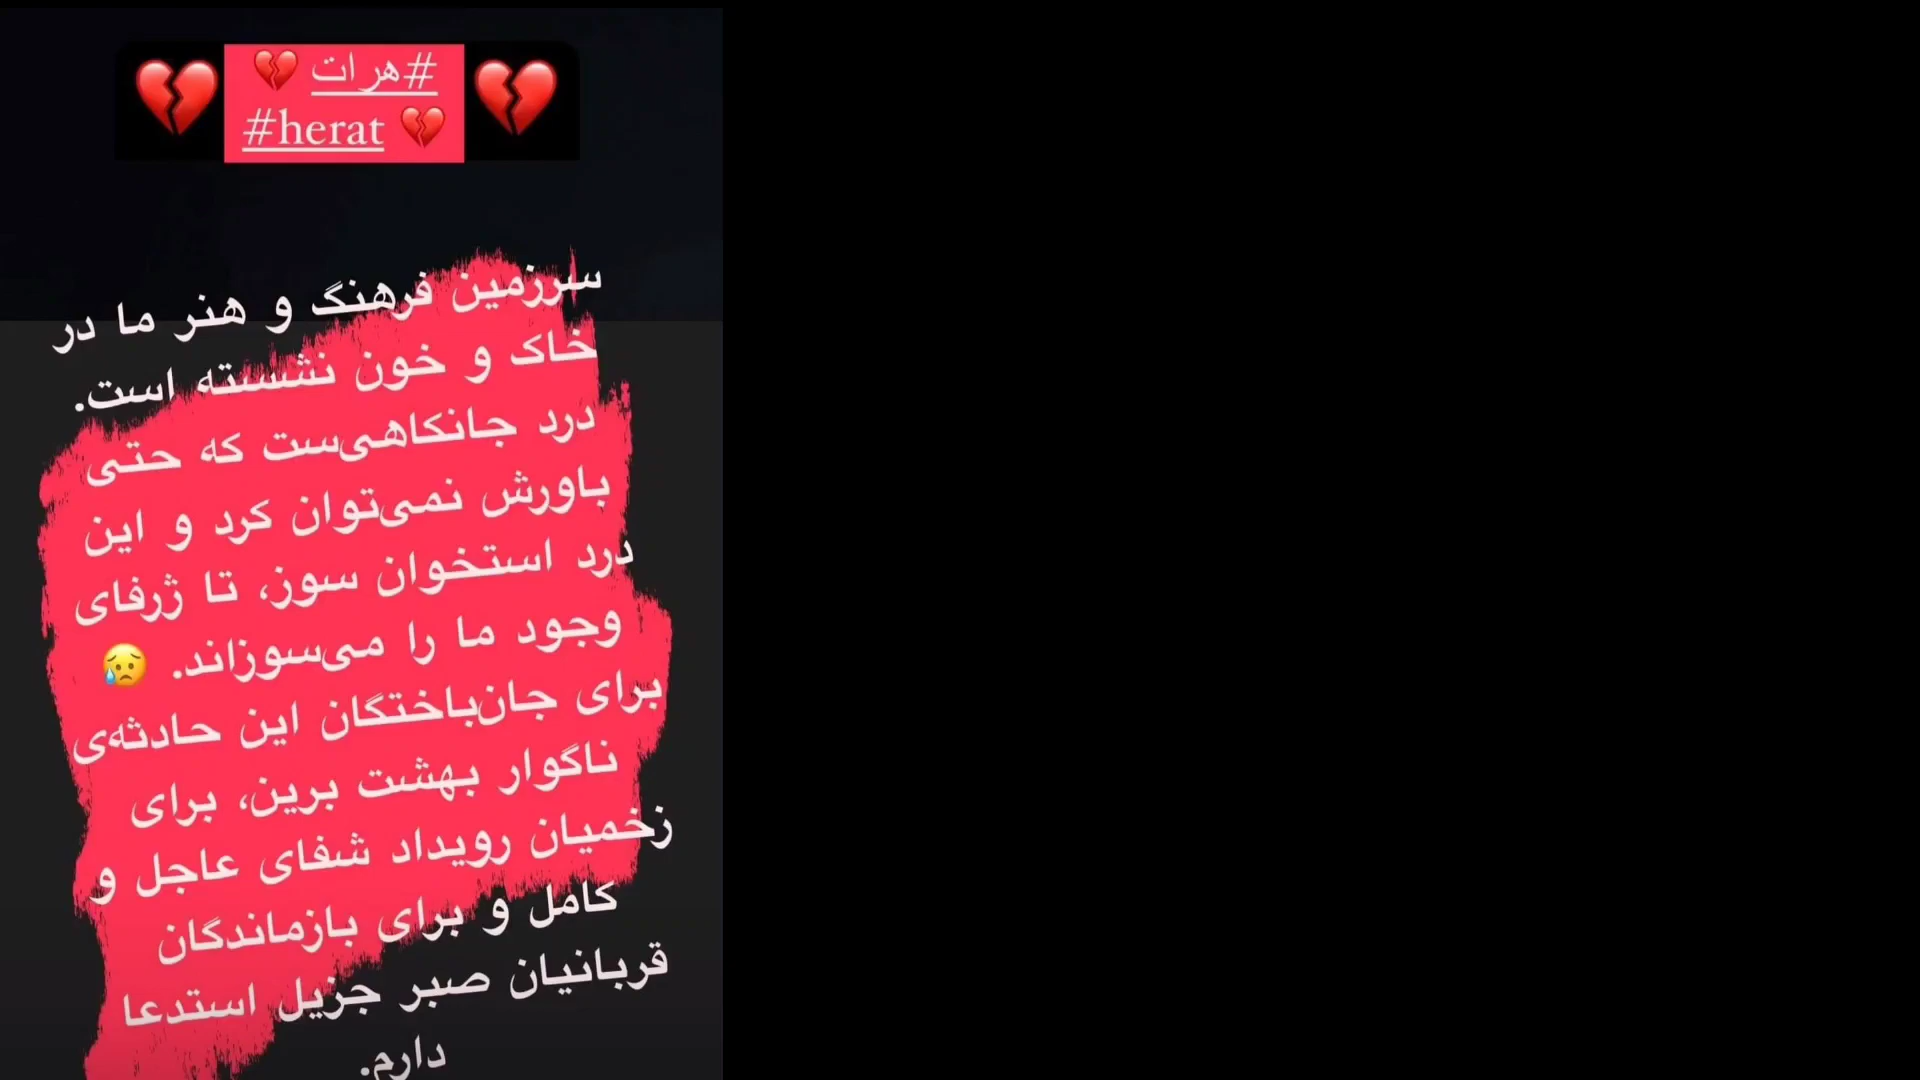 💔 #هرات 💔 💔
#herat 💔
سرزمین فرهنگ و هنر ما در
خاک و خون نشسته است.
درد جانکاهی‌ست که حتی
باورش نمی‌توان کرد و این
درد استخوان سوز، تا ژرفای
وجود ما را می‌سوزاند. 😥
برای جان‌باختگان این حادثه‌ی
ناگوار بهشت برین، برای
زخمیان رویداد شفای عاجل و
کامل و برای بازماندگان
قربانیان صبر جزیل استدعا
دارم.